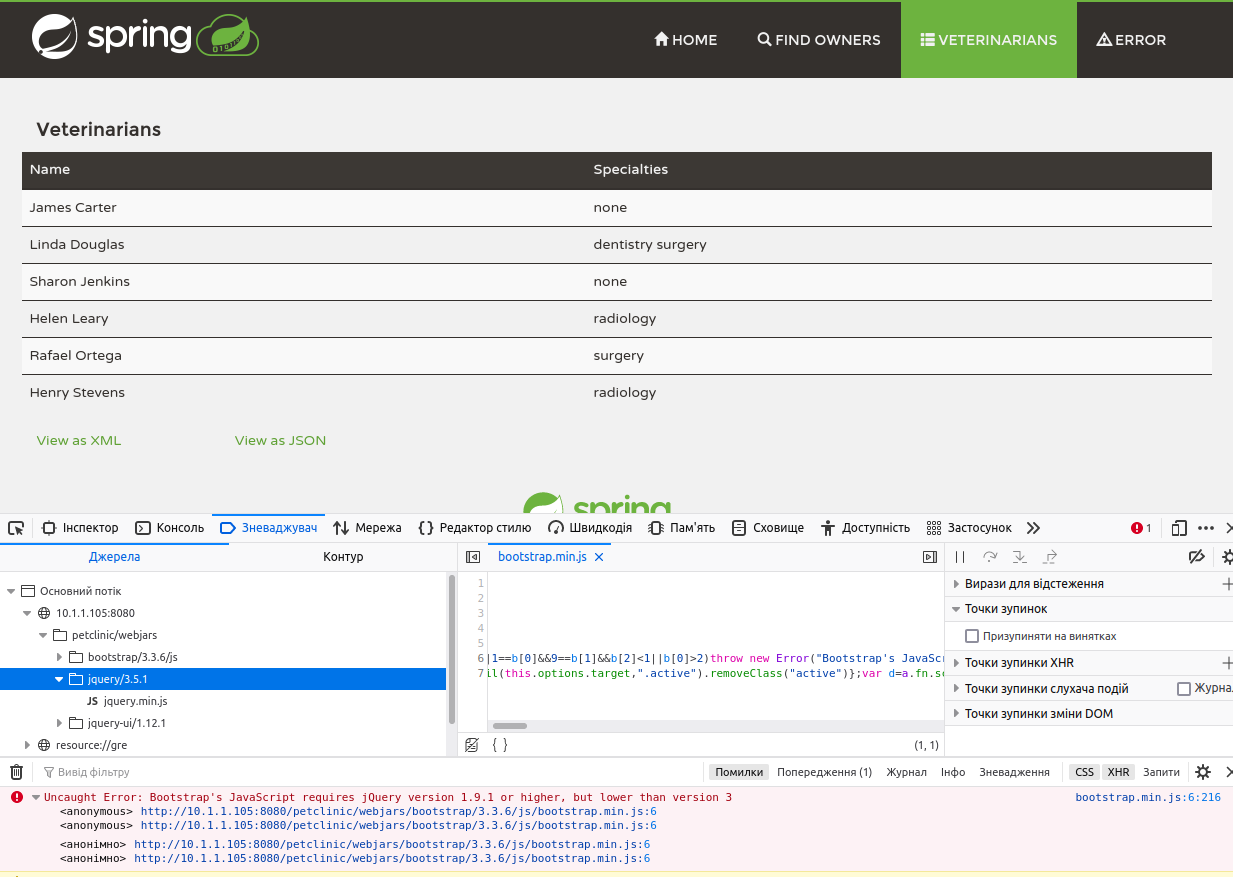 spring
HOME
FIND OWNERS
VETERINARIANS
ERROR
Veterinarians
Name Specialties
James Carter none
Linda Douglas dentistry surgery
Sharon Jenkins none
Helen Leary radiology
Rafael Ortega surgery
Henry Stevens radiology
View as XML View as JSON
spring
Інспектор Консоль Зневаджувач Мережа Редактор стилю Швидкодія Пам'ять Сховище Доступність Застосунок 1
Джерела Контур
Основний потік
10.1.1.105:8080
petclinic/webjars
bootstrap/3.3.6/js
jquery/3.5.1
JS jquery.min.js
jquery-ui/1.12.1
resource://gre
bootstrap.min.js
1
2
3
4
5
6 |1==b[0]&&9==b[1]&&b[2]<1||b[0]>2)throw new Error("Bootstrap's JavaSc
7 il(this.options.target,".active").removeClass("active")};var d=a.fn.sc
{ } (1, 1)
Вирази для відстеження
Точки зупинок
Призупиняти на винятках
Точки зупинки XHR
Точки зупинки слухача подій Журна
Точки зупинки зміни DOM
Вивід фільтру
Помилки Попередження (1) Журнал Інфо Зневадження CSS XHR Запити
Uncaught Error: Bootstrap's JavaScript requires jQuery version 1.9.1 or higher, but lower than version 3 bootstrap.min.js:6:216
<anonymous> http://10.1.1.105:8080/petclinic/webjars/bootstrap/3.3.6/js/bootstrap.min.js:6
<anonymous> http://10.1.1.105:8080/petclinic/webjars/bootstrap/3.3.6/js/bootstrap.min.js:6
<анонімно> http://10.1.1.105:8080/petclinic/webjars/bootstrap/3.3.6/js/bootstrap.min.js:6
<анонімно> http://10.1.1.105:8080/petclinic/webjars/bootstrap/3.3.6/js/bootstrap.min.js:6